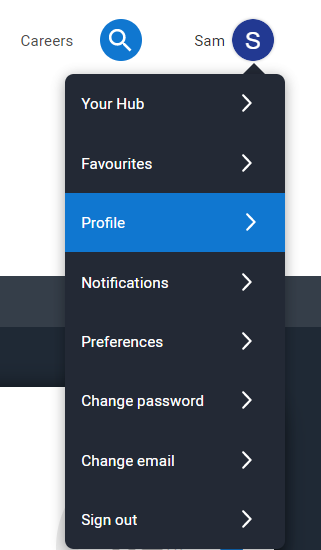 Careers
Sam
S
Your Hub
Favourites
Profile
Notifications
Preferences
Change password
Change email
Sign out